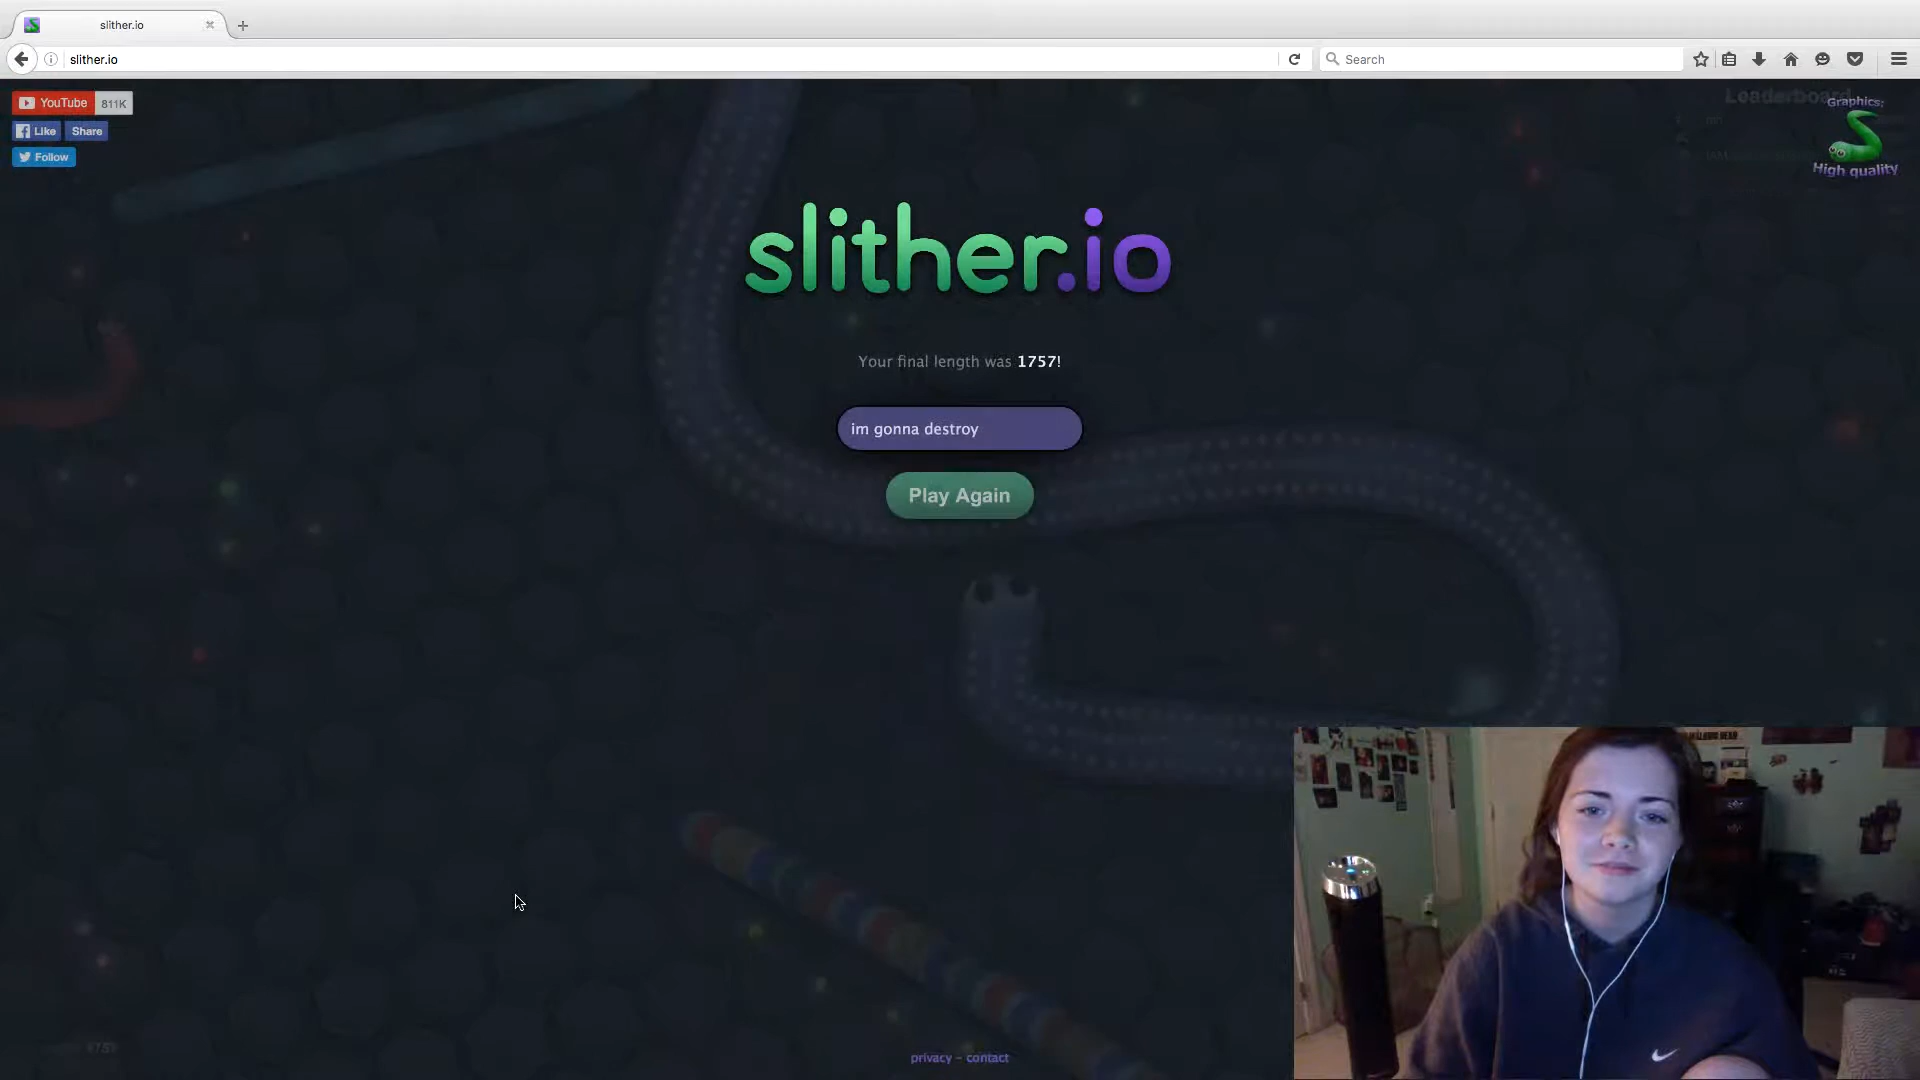 slither.io
slither.io
Search
YouTube 811K
Like Share
Follow
Leaderboard
Graphics:
High quality
slither.io
Your final length was 1757!
im gonna destroy
Play Again
privacy - contact